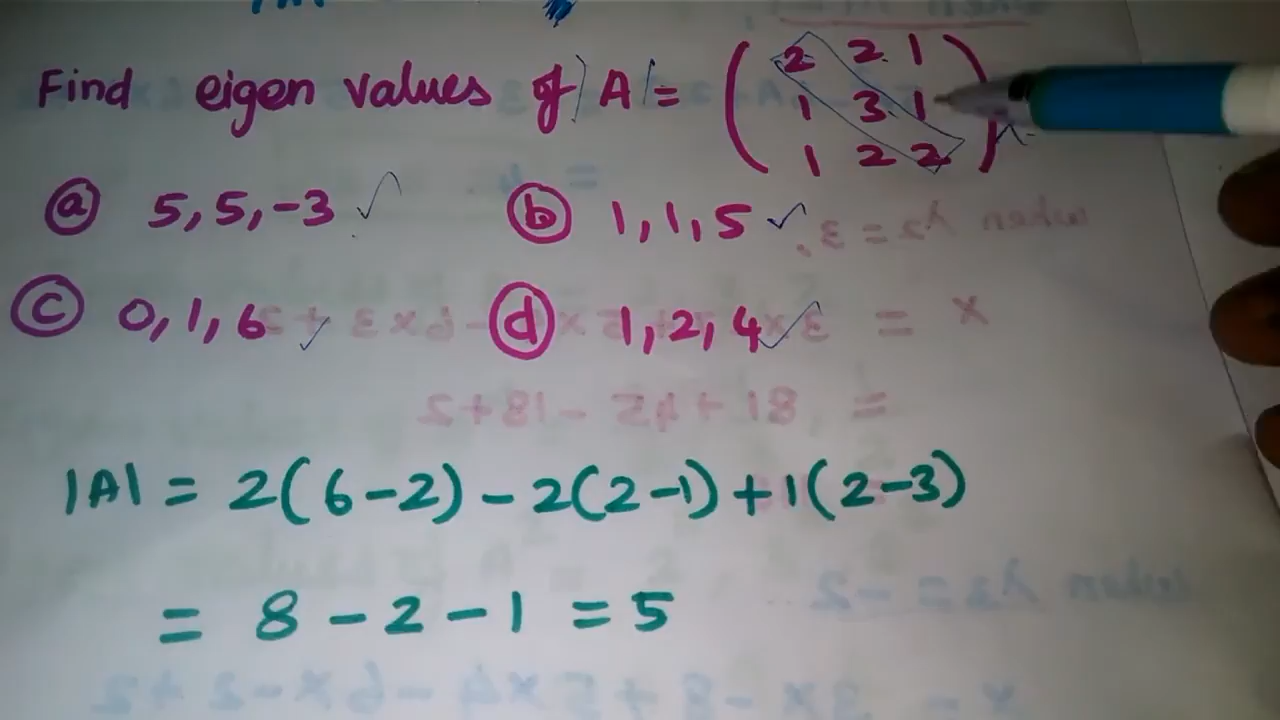 Find eigen values of A = ( 2 2 1
1 3 1
1 2 2 )
ⓐ 5, 5, -3 ✓ ⓑ 1, 1, 5 ✓
ⓒ 0, 1, 6 ✓ ⓓ 1, 2, 4 ✓
|A| = 2(6-2) - 2(2-1) + 1(2-3)
= 8 - 2 - 1 = 5